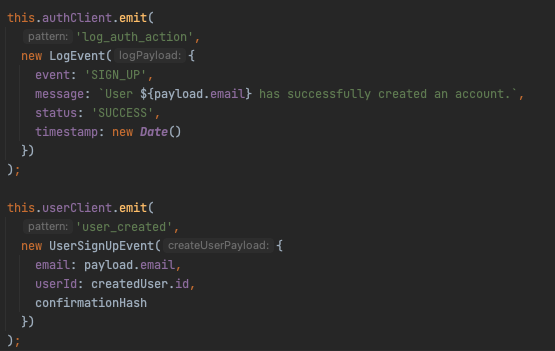 this.authClient.emit(
  pattern: 'log_auth_action',
  new LogEvent( logPayload: {
    event: 'SIGN_UP',
    message: `User ${payload.email} has successfully created an account.`,
    status: 'SUCCESS',
    timestamp: new Date()
  })
);

this.userClient.emit(
  pattern: 'user_created',
  new UserSignUpEvent( createUserPayload: {
    email: payload.email,
    userId: createdUser.id,
    confirmationHash
  })
);